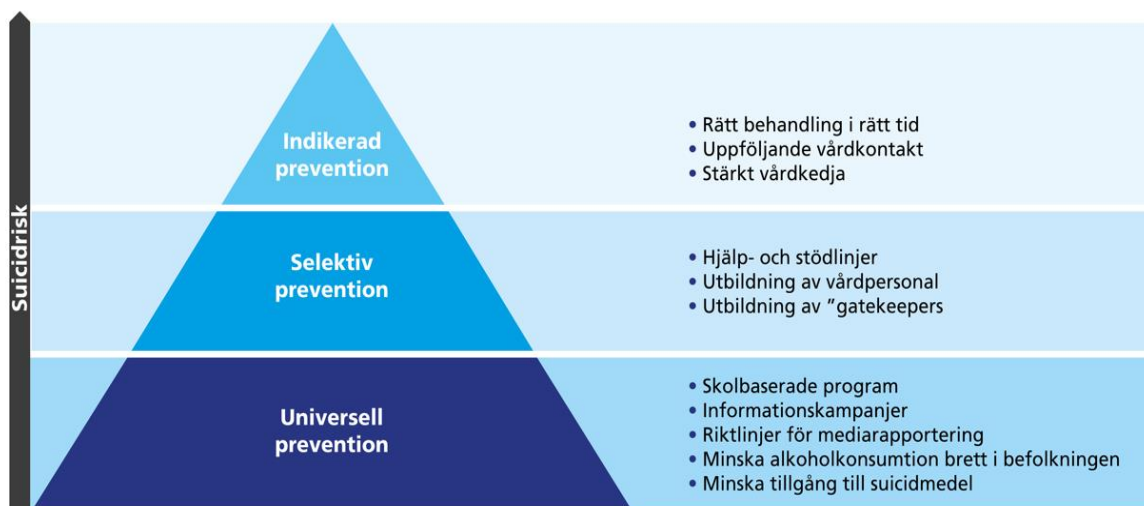 Suicidrisk
Indikerad
prevention
• Rätt behandling i rätt tid
• Uppföljande vårdkontakt
• Stärkt vårdkedja
Selektiv
prevention
• Hjälp- och stödlinjer
• Utbildning av vårdpersonal
• Utbildning av ”gatekeepers
Universell
prevention
• Skolbaserade program
• Informationskampanjer
• Riktlinjer för mediarapportering
• Minska alkoholkonsumtion brett i befolkningen
• Minska tillgång till suicidmedel